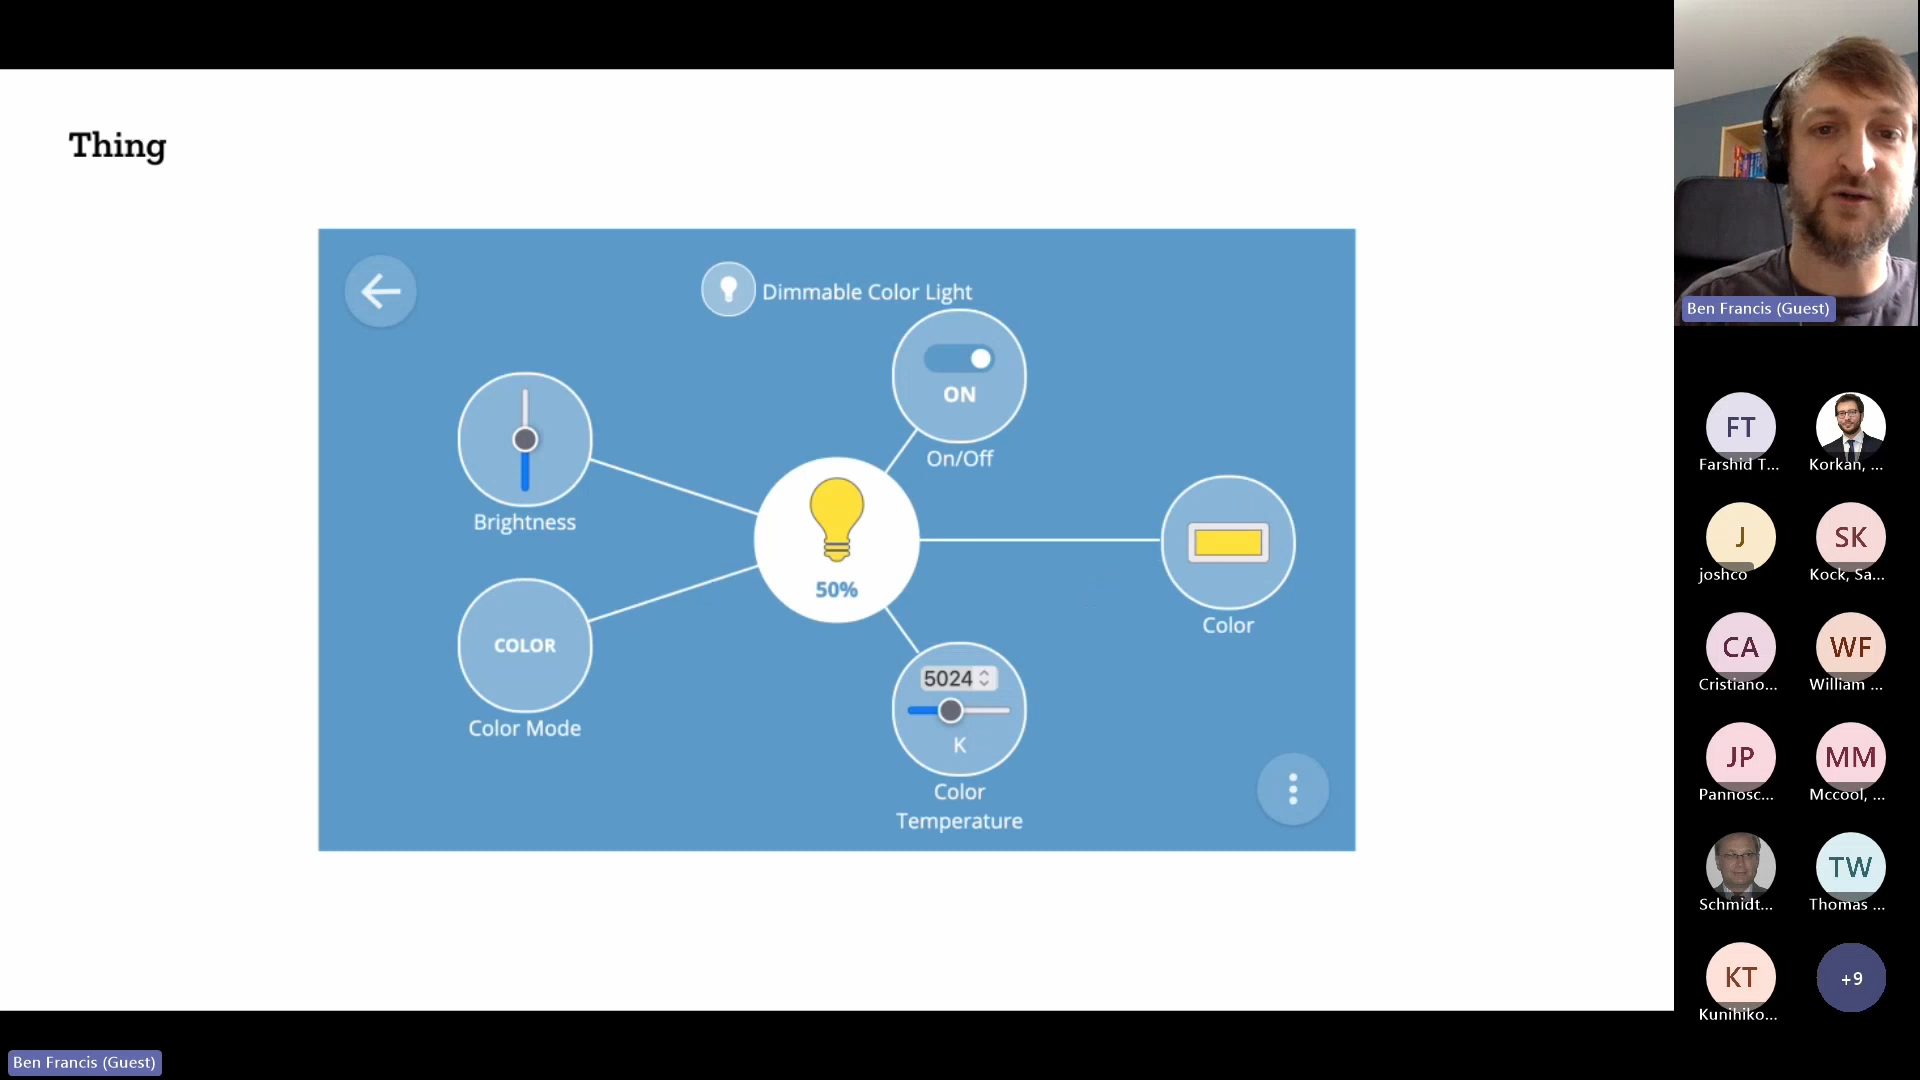 Thing
Dimmable Color Light
ON
On/Off
Brightness
50%
Color
COLOR
Color Mode
5024
K
Color
Temperature
Ben Francis (Guest)
FT
Farshid T...
Korkan, ...
J
joshco
SK
Kock, Sa...
CA
Cristiano...
WF
William ...
JP
Pannosc...
MM
Mccool, ...
Schmidt...
TW
Thomas ...
KT
Kunihiko...
+9
Ben Francis (Guest)